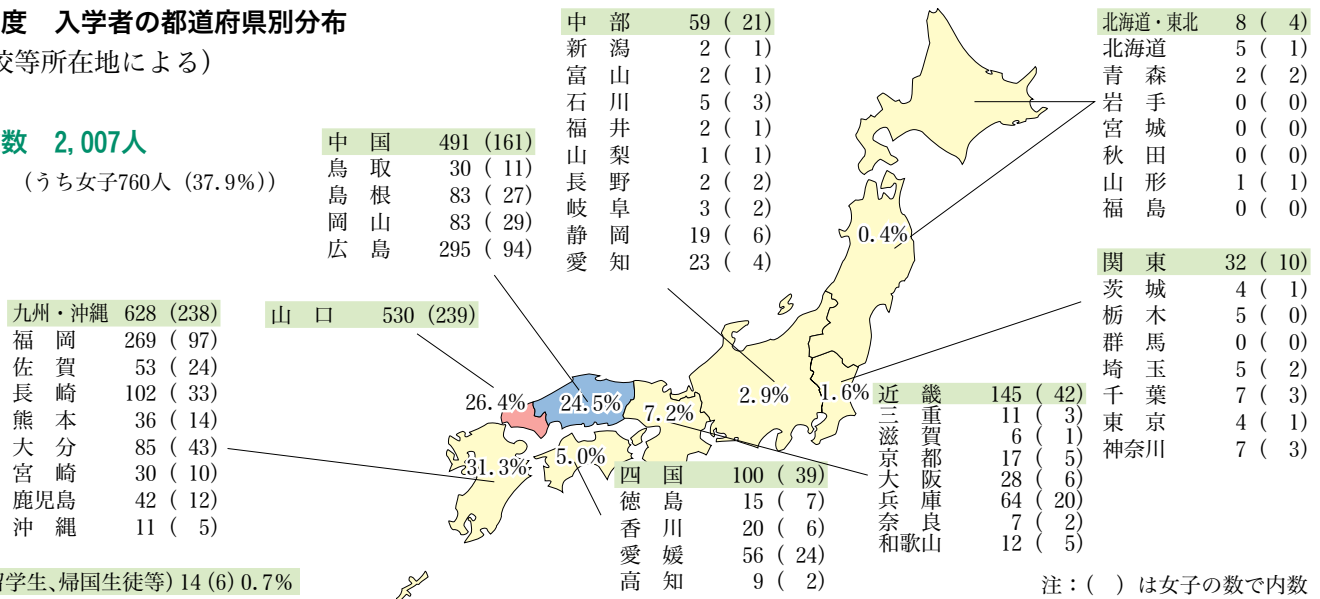 度 入学者の都道府県別分布
校等所在地による）
数 2,007人
（うち女子760人（37.9%））
中部 59 ( 21)
新潟 2 ( 1)
富山 2 ( 1)
石川 5 ( 3)
福井 2 ( 1)
山梨 1 ( 1)
長野 2 ( 2)
岐阜 3 ( 2)
静岡 19 ( 6)
愛知 23 ( 4)
北海道・東北 8 ( 4)
北海道 5 ( 1)
青森 2 ( 2)
岩手 0 ( 0)
宮城 0 ( 0)
秋田 0 ( 0)
山形 1 ( 1)
福島 0 ( 0)
中国 491 (161)
鳥取 30 ( 11)
島根 83 ( 27)
岡山 83 ( 29)
広島 295 ( 94)
関東 32 ( 10)
茨城 4 ( 1)
栃木 5 ( 0)
群馬 0 ( 0)
埼玉 5 ( 2)
千葉 7 ( 3)
東京 4 ( 1)
神奈川 7 ( 3)
九州・沖縄 628 (238)
福岡 269 ( 97)
佐賀 53 ( 24)
長崎 102 ( 33)
熊本 36 ( 14)
大分 85 ( 43)
宮崎 30 ( 10)
鹿児島 42 ( 12)
沖縄 11 ( 5)
山口 530 (239)
0.4%
26.4%
24.5%
7.2%
2.9%
1.6%
31.3%
5.0%
近畿 145 ( 42)
三重 11 ( 3)
滋賀 6 ( 1)
京都 17 ( 5)
大阪 28 ( 6)
兵庫 64 ( 20)
奈良 7 ( 2)
和歌山 12 ( 5)
四国 100 ( 39)
徳島 15 ( 7)
香川 20 ( 6)
愛媛 56 ( 24)
高知 9 ( 2)
留学生、帰国生徒等) 14 (6) 0.7%
注：( ) は女子の数で内数